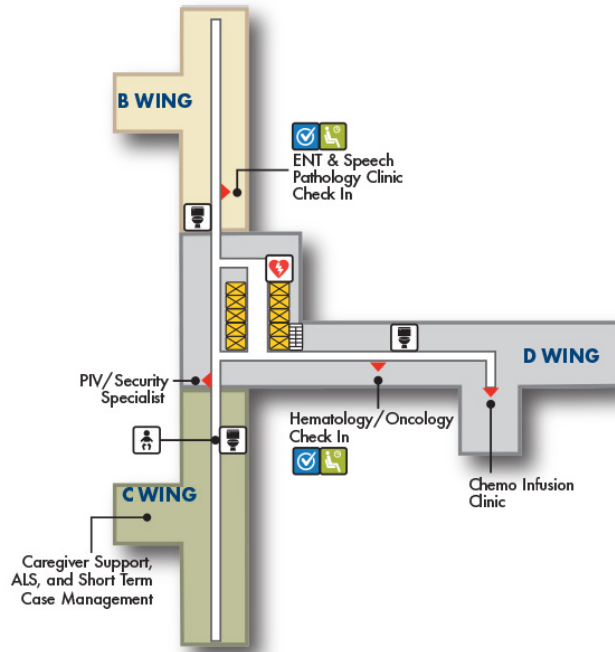 B WING
ENT & Speech
Pathology Clinic
Check In
D WING
PIV/Security
Specialist
Hematology/Oncology
Check In
Chemo Infusion
Clinic
C WING
Caregiver Support,
ALS, and Short Term
Case Management